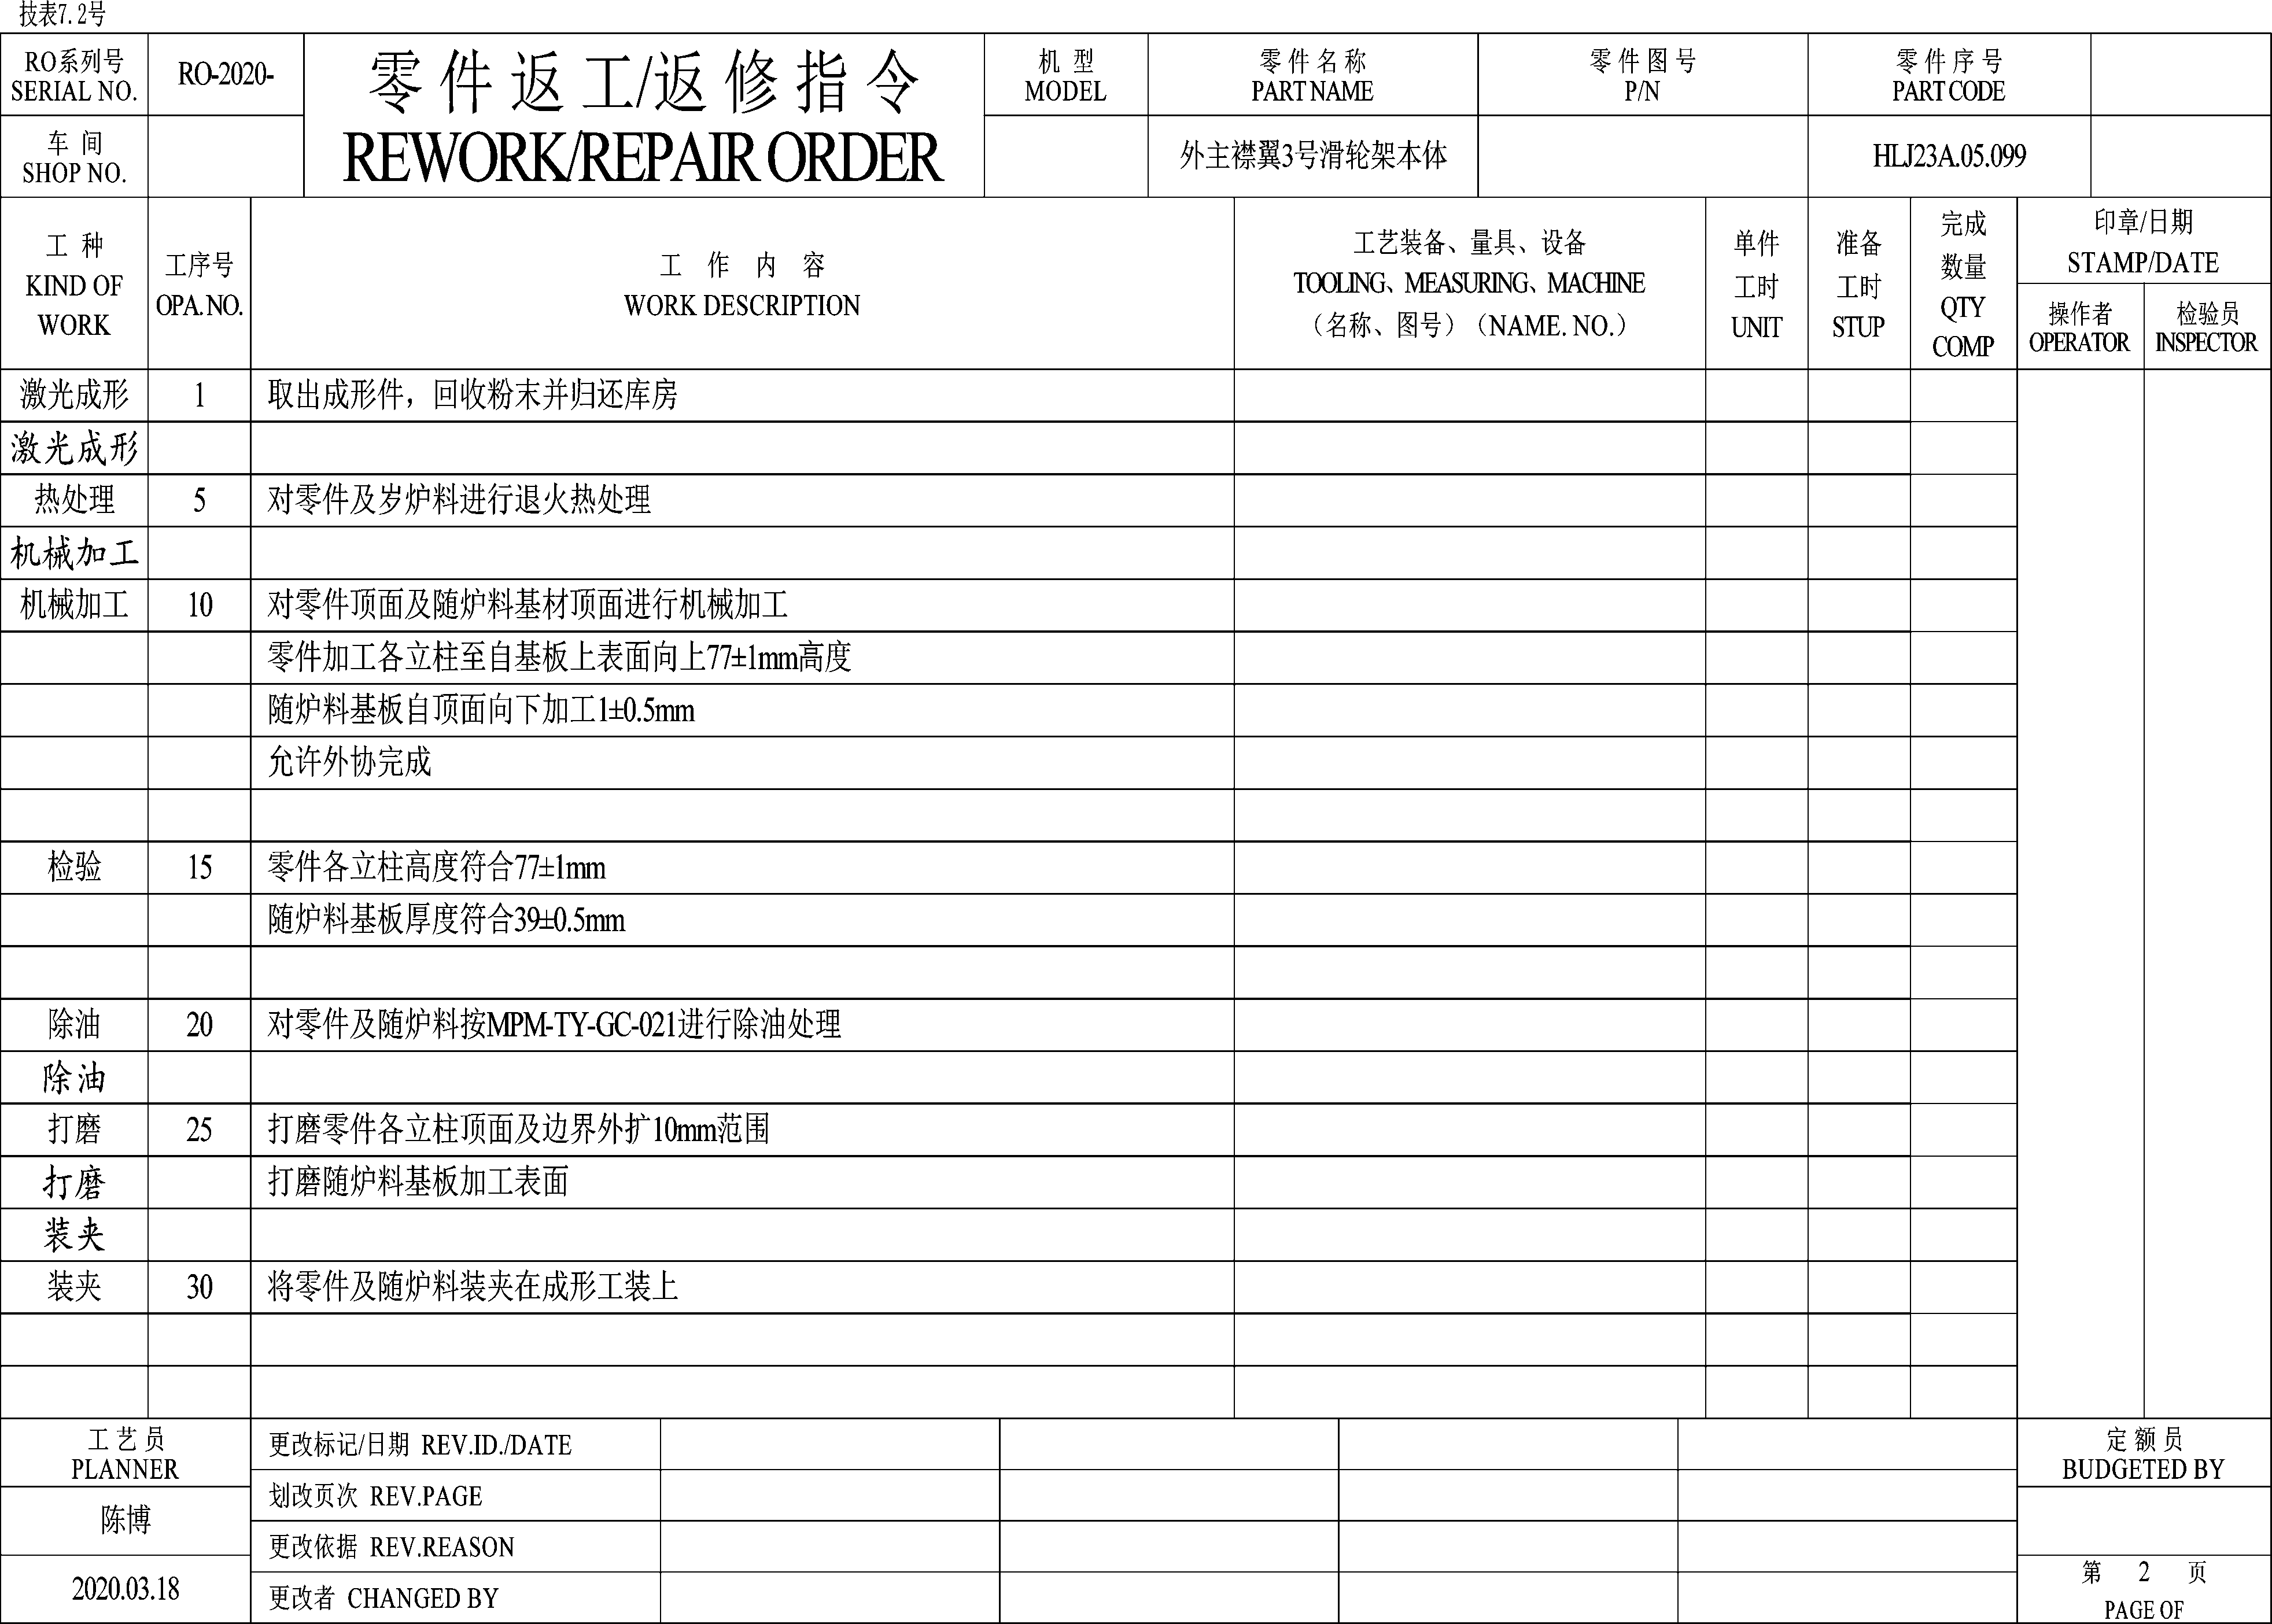 技表7.2号
RO系列号
SERIAL NO.
RO-2020-
零件返工/返修指令
REWORK/REPAIR ORDER
机 型
MODEL
零件名称
PART NAME
零件图号
P/N
零件序号
PART CODE
车 间
SHOP NO.
外主襟翼3号滑轮架本体
HLJ23A.05.099
工 种
KIND OF
WORK
工序号
OPA. NO.
工 作 内 容
WORK DESCRIPTION
工艺装备、量具、设备
TOOLING、MEASURING、MACHINE
（名称、图号）（NAME. NO.）
单件
工时
UNIT
准备
工时
STUP
完成
数量
QTY
COMP
印章/日期
STAMP/DATE
操作者
OPERATOR
检验员
INSPECTOR
激光成形 1 取出成形件，回收粉末并归还库房
激光成形
热处理 5 对零件及岁炉料进行退火热处理
机械加工
机械加工 10 对零件顶面及随炉料基材顶面进行机械加工
零件加工各立柱至自基板上表面向上77±1mm高度
随炉料基板自顶面向下加工1±0.5mm
允许外协完成
检验 15 零件各立柱高度符合77±1mm
随炉料基板厚度符合39±0.5mm
除油 20 对零件及随炉料按MPM-TY-GC-021进行除油处理
除油
打磨 25 打磨零件各立柱顶面及边界外扩10mm范围
打磨 打磨随炉料基板加工表面
装夹
装夹 30 将零件及随炉料装夹在成形工装上
工艺员
PLANNER
陈博
2020.03.18
更改标记/日期 REV.ID./DATE
划改页次 REV.PAGE
更改依据 REV.REASON
更改者 CHANGED BY
定额员
BUDGETED BY
第 2 页
PAGE OF